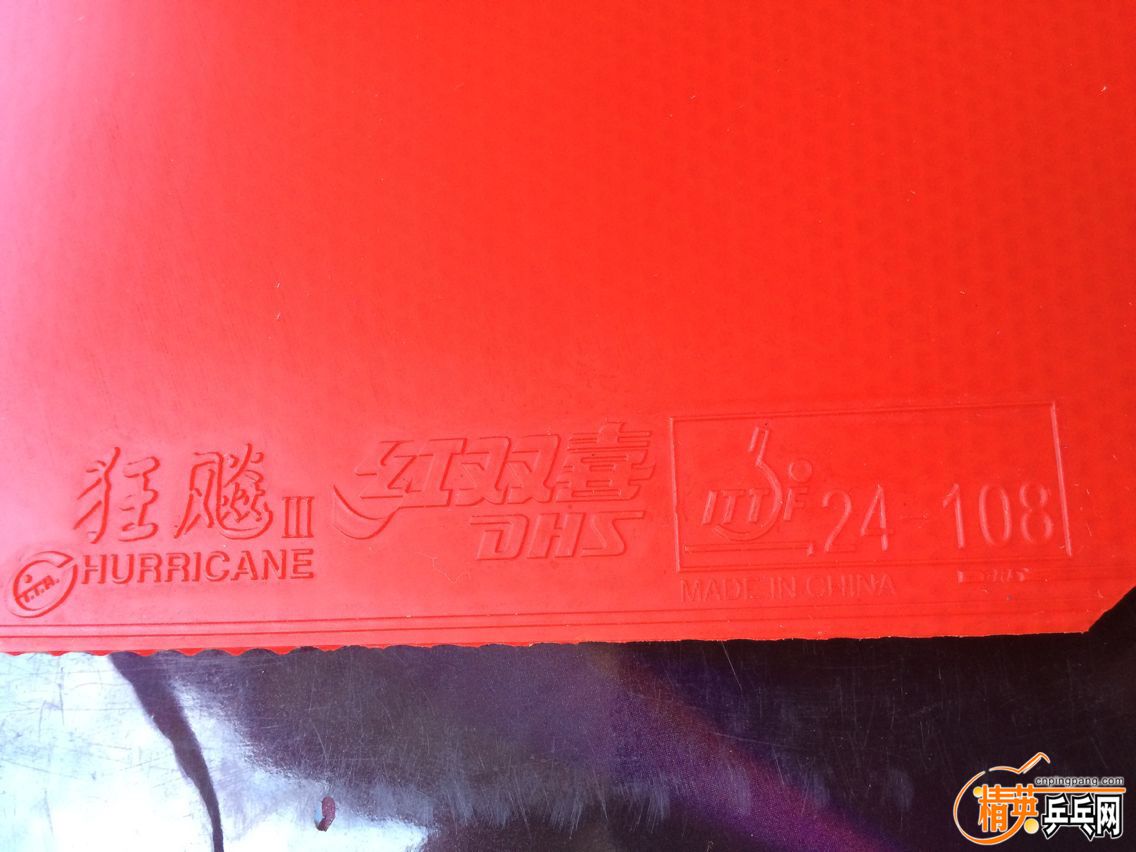 狂飚III
HURRICANE
T.T.R.
红双喜
DHS
ITTF 24-108
MADE IN CHINA
cnpingpang.com
精英乒乓网